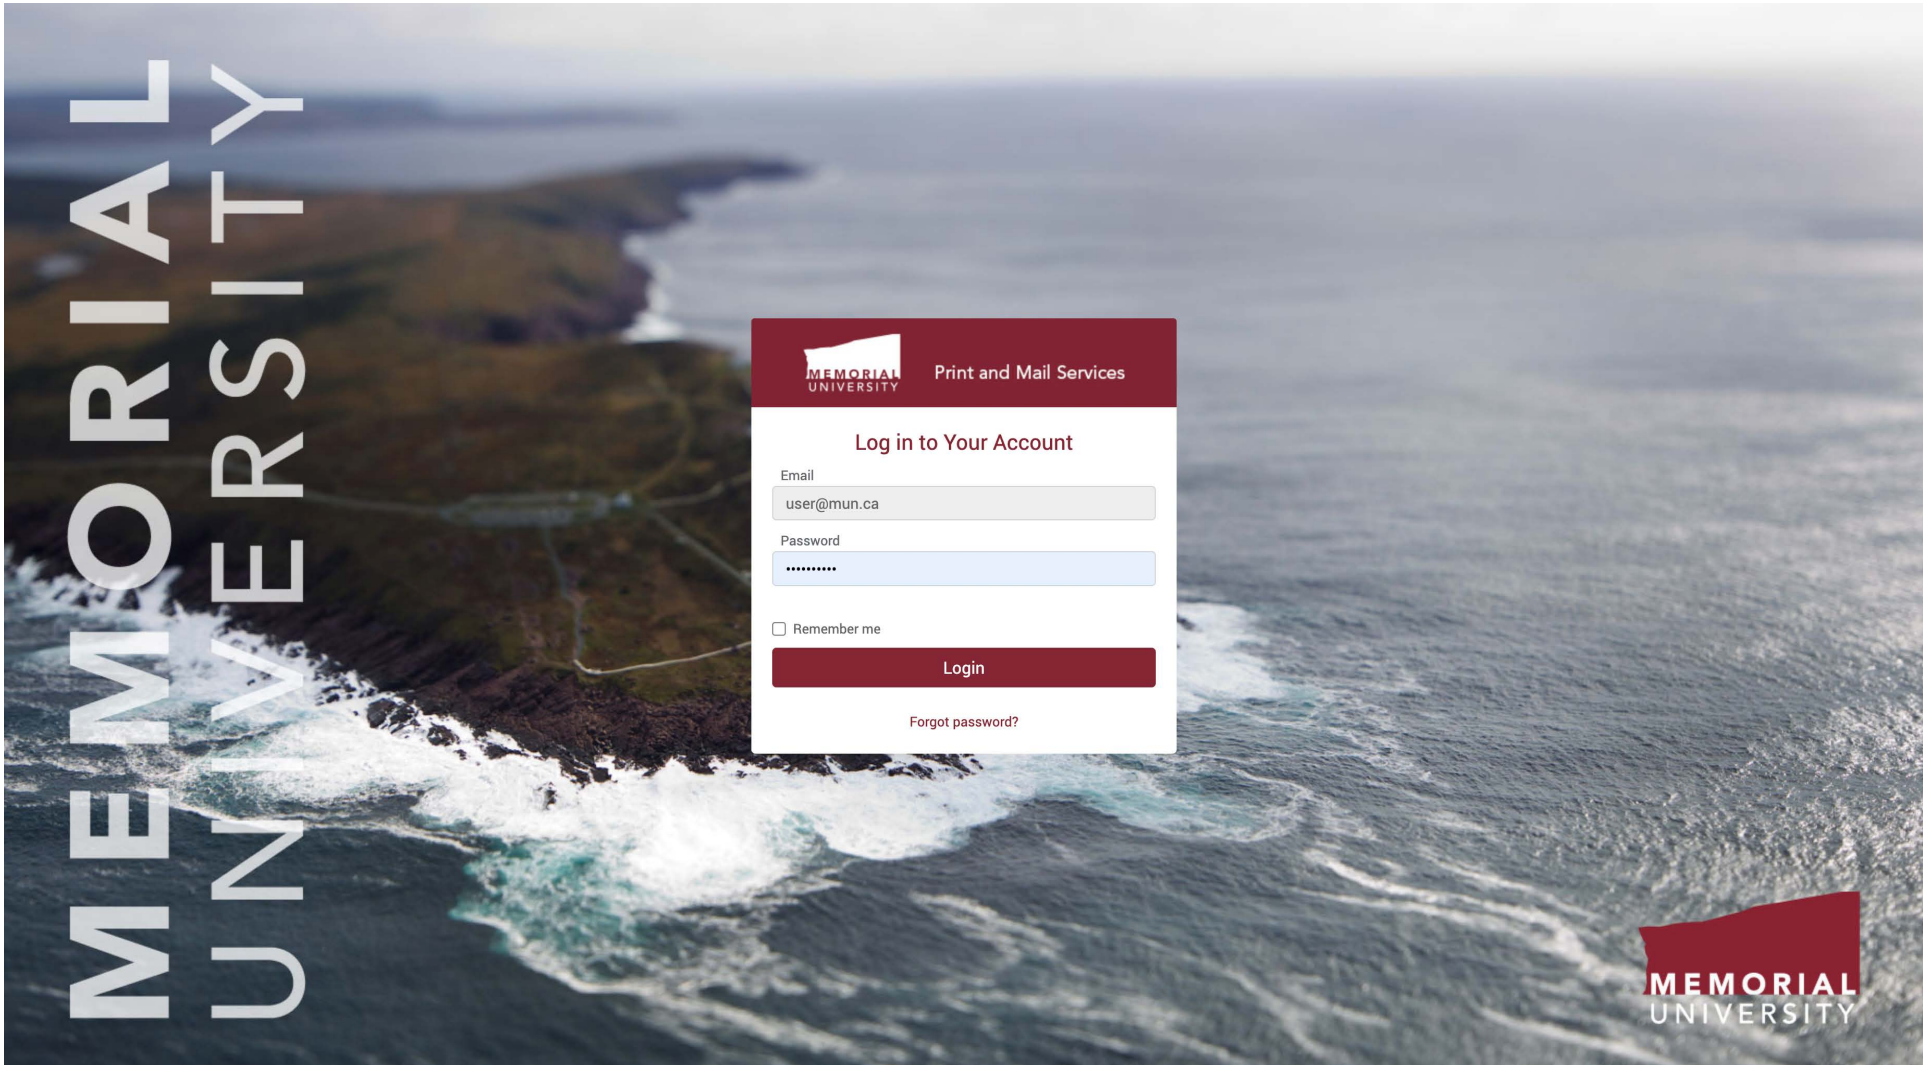 MEMORIAL
UNIVERSITY
MEMORIAL
UNIVERSITY
Print and Mail Services
Log in to Your Account
Email
user@mun.ca
Password
••••••••••
Remember me
Login
Forgot password?
MEMORIAL
UNIVERSITY